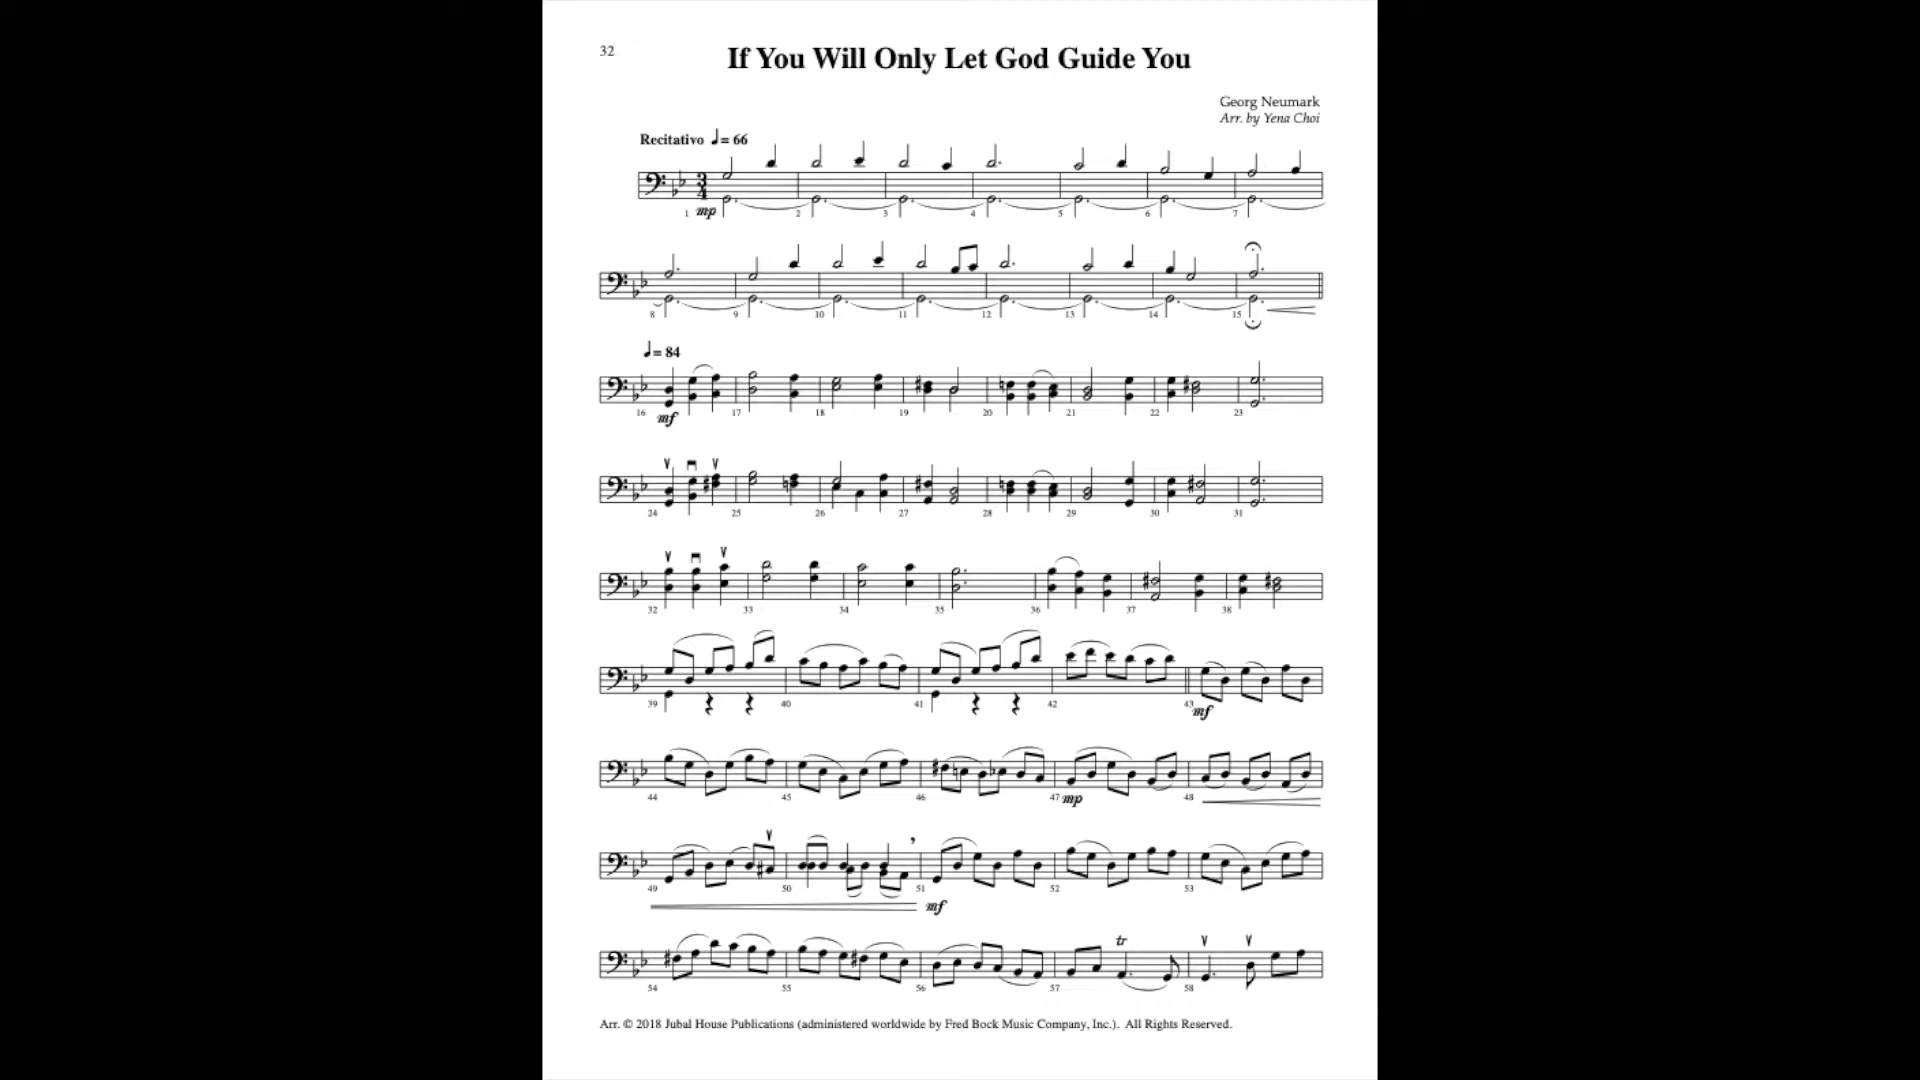 32
If You Will Only Let God Guide You
Georg Neumark
Arr. by Yena Choi
Recitativo ♩= 66
3 4
1 mp 2 3 4 5 6 7
8 9 10 11 12 13 14 15
♩= 84
16 mf 17 18 19 20 21 22 23
24 25 26 27 28 29 30 31
32 33 34 35 36 37 38
39 40 41 42 43 mf
44 45 46 47 mp 48
49 50 51 mf 52 53
tr
54 55 56 57 58
Arr. © 2018 Jubal House Publications (administered worldwide by Fred Bock Music Company, Inc.). All Rights Reserved.